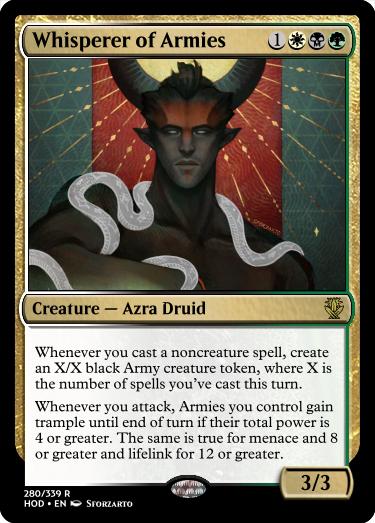 Whisperer of Armies
1
SFORZARTO
Creature — Azra Druid
Whenever you cast a noncreature spell, create
an X/X black Army creature token, where X is
the number of spells you've cast this turn.
Whenever you attack, Armies you control gain
trample until end of turn if their total power is
4 or greater. The same is true for menace and 8
or greater and lifelink for 12 or greater.
3/3
280/339 R
HOD • EN Sforzarto